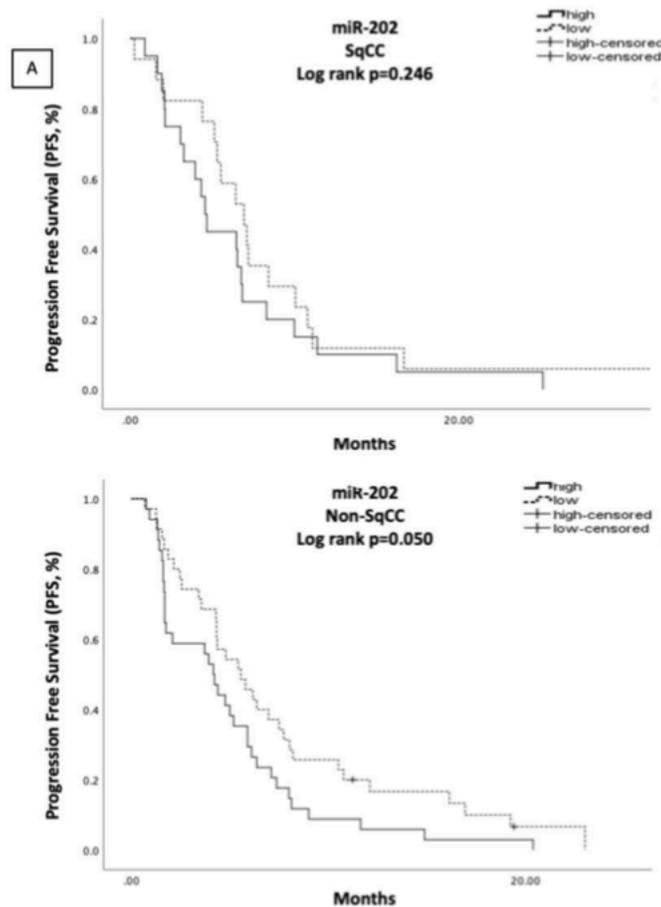 A
miR-202
SqCC
Log rank p=0.246
high
low
high-censored
low-censored
Progression Free Survival (PFS, %)
1.0
0.8
0.6
0.4
0.2
0.0
.00
20.00
Months
miR-202
Non-SqCC
Log rank p=0.050
high
low
high-censored
low-censored
Progression Free Survival (PFS, %)
1.0
0.8
0.6
0.4
0.2
0.0
.00
20.00
Months